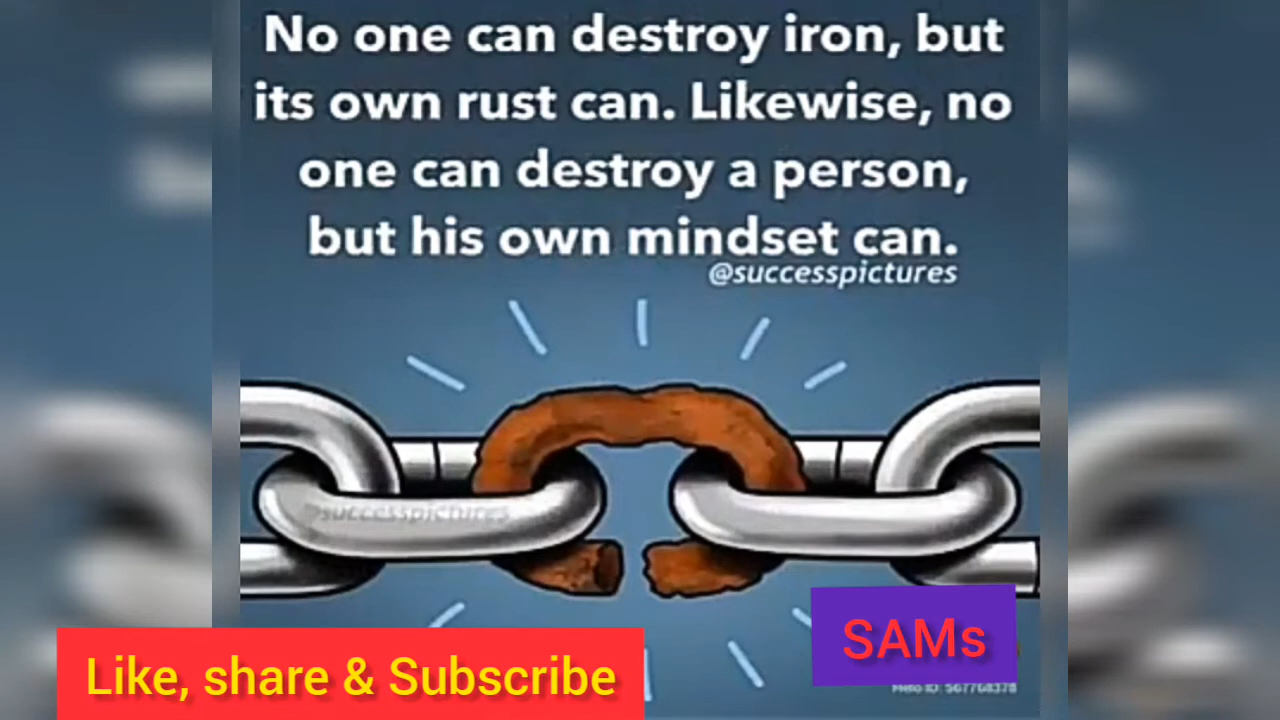 No one can destroy iron, but
its own rust can. Likewise, no
one can destroy a person,
but his own mindset can.
@successpictures
@successpictures
SAMs
Like, share & Subscribe